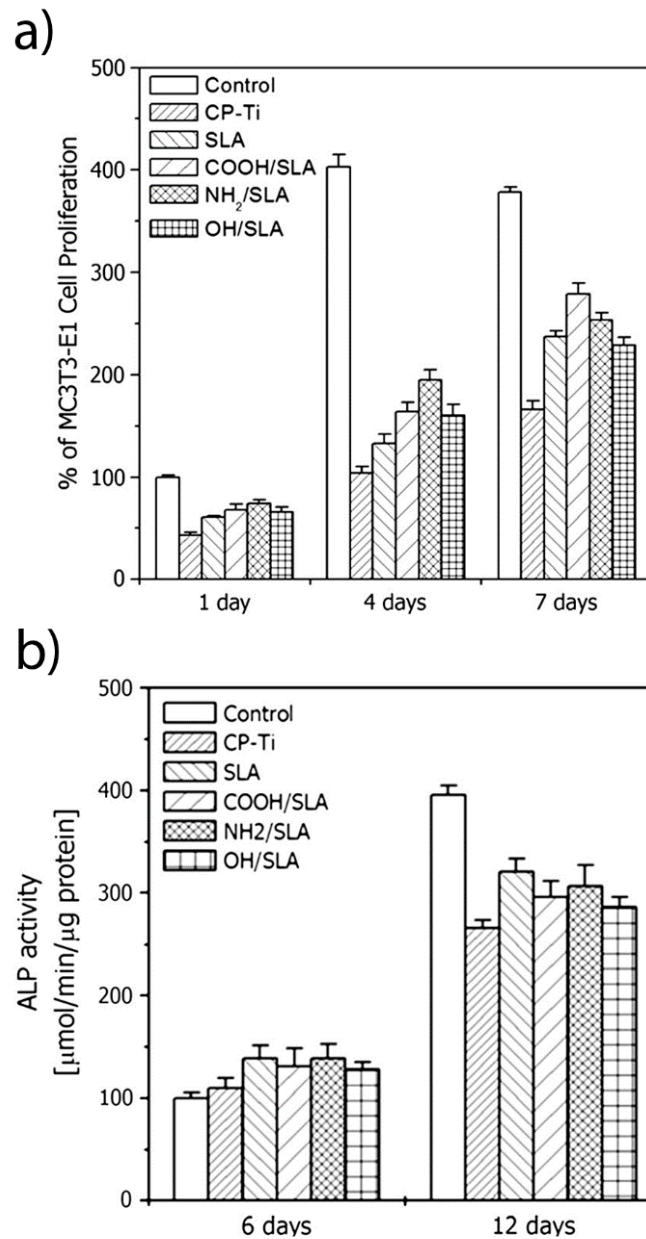 a)
500
400
300
200
100
0
% of MC3T3-E1 Cell Proliferation
Control
CP-Ti
SLA
COOH/SLA
NH2/SLA
OH/SLA
1 day 4 days 7 days
b)
500
400
300
200
100
0
ALP activity
[μmol/min/μg protein]
Control
CP-Ti
SLA
COOH/SLA
NH2/SLA
OH/SLA
6 days 12 days